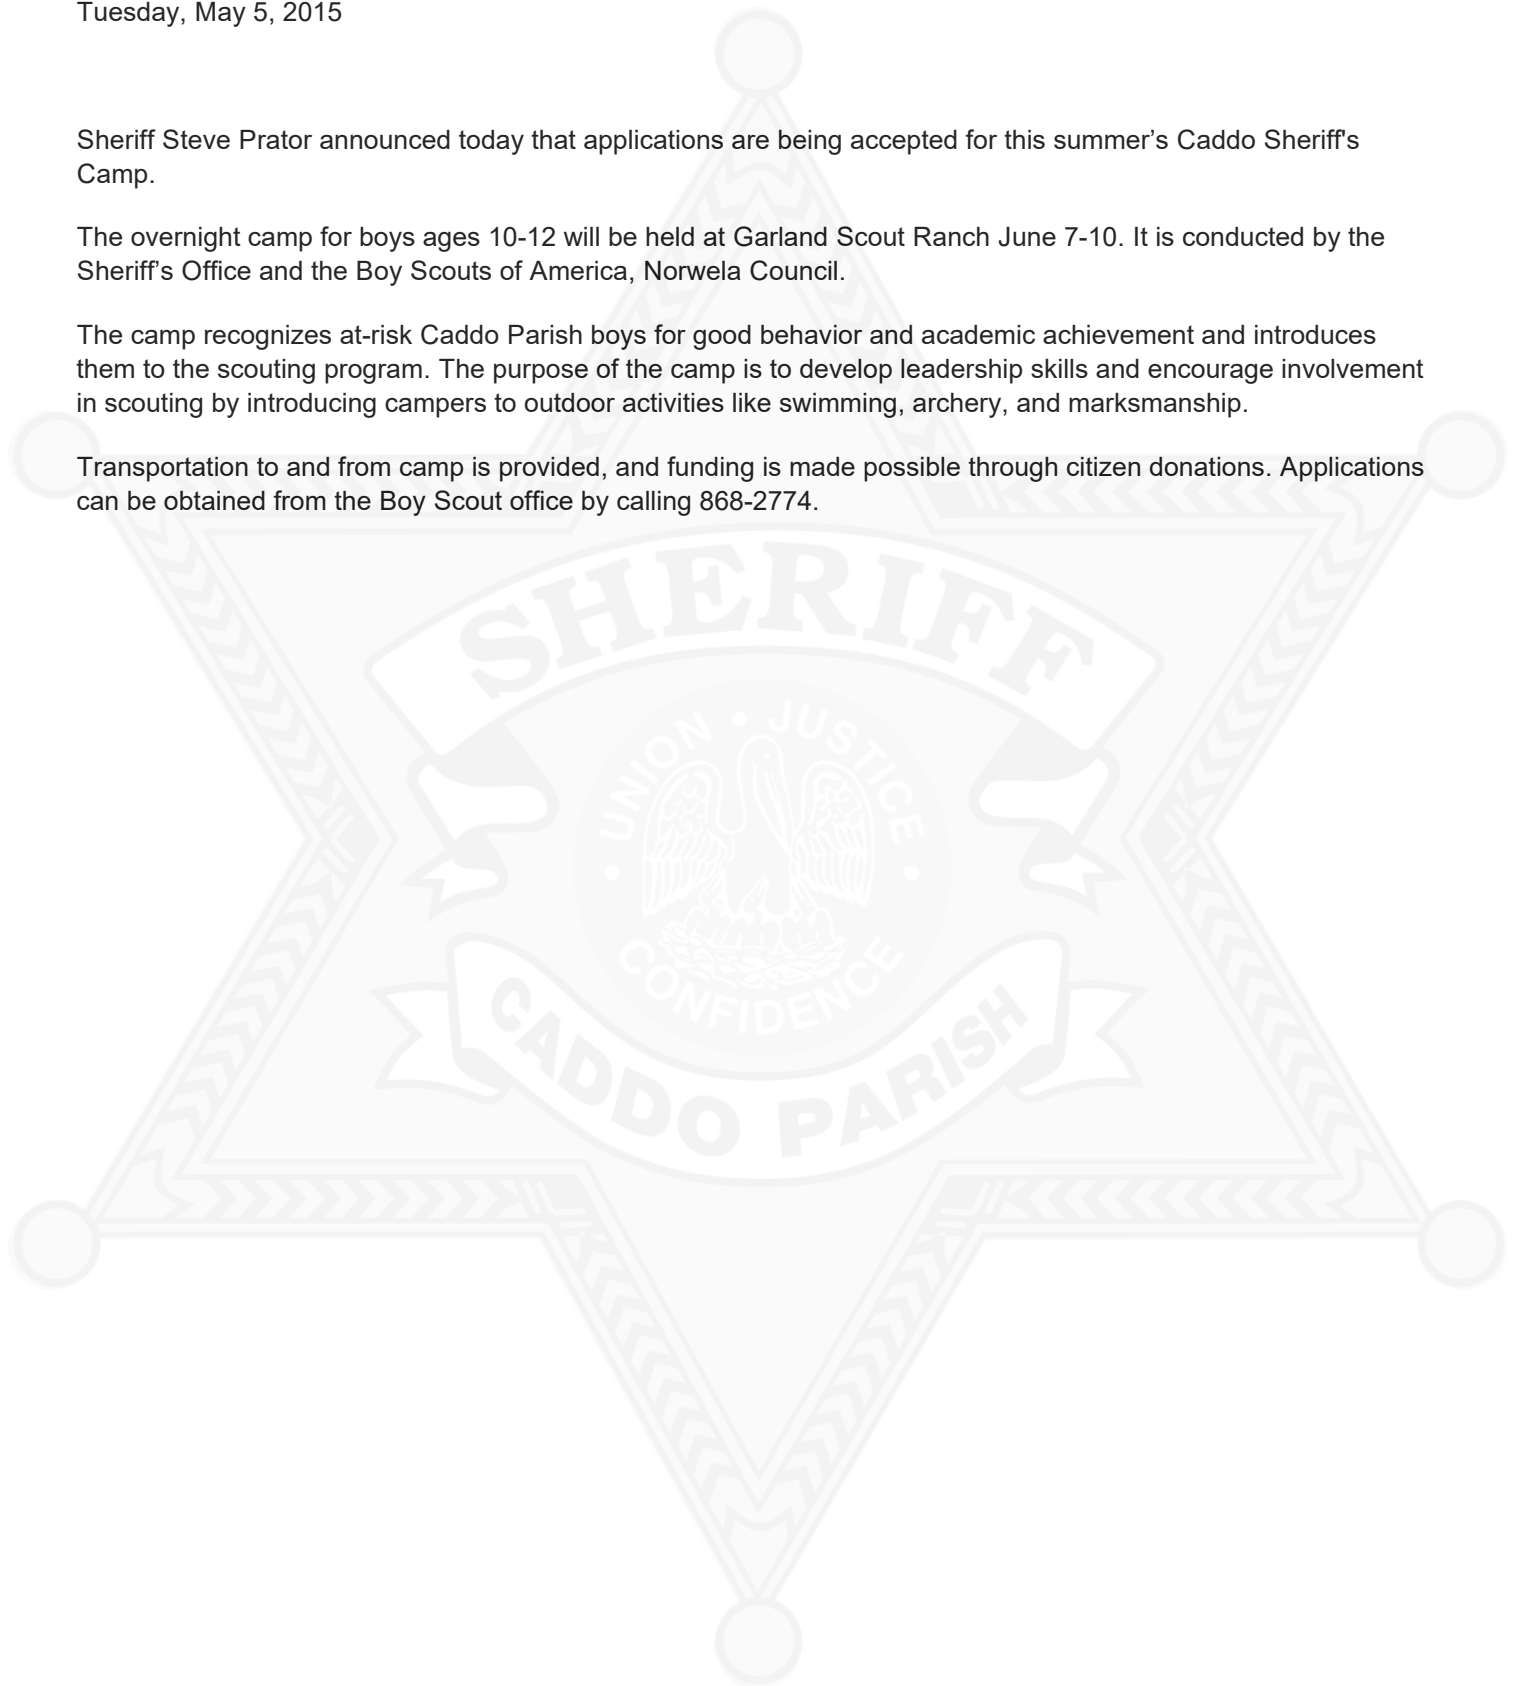 Tuesday, May 5, 2015
Sheriff Steve Prator announced today that applications are being accepted for this summer’s Caddo Sheriff's
Camp.
The overnight camp for boys ages 10-12 will be held at Garland Scout Ranch June 7-10. It is conducted by the
Sheriff’s Office and the Boy Scouts of America, Norwela Council.
The camp recognizes at-risk Caddo Parish boys for good behavior and academic achievement and introduces
them to the scouting program. The purpose of the camp is to develop leadership skills and encourage involvement
in scouting by introducing campers to outdoor activities like swimming, archery, and marksmanship.
Transportation to and from camp is provided, and funding is made possible through citizen donations. Applications
can be obtained from the Boy Scout office by calling 868-2774.
SHERIFF
UNION • JUSTICE
• CONFIDENCE •
CADDO PARISH